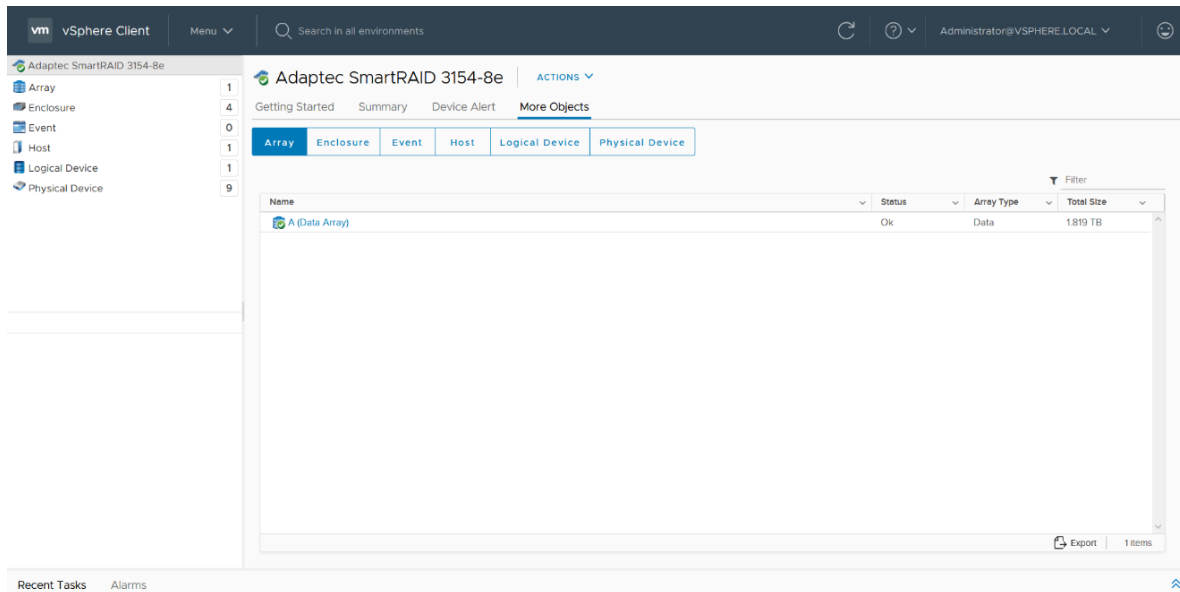 vm vSphere Client Menu Search in all environments Administrator@VSPHERE.LOCAL
Adaptec SmartRAID 3154-8e
Array 1
Enclosure 4
Event 0
Host 1
Logical Device 1
Physical Device 9
Adaptec SmartRAID 3154-8e ACTIONS
Getting Started Summary Device Alert More Objects
Array Enclosure Event Host Logical Device Physical Device
Filter
Name Status Array Type Total Size
A (Data Array) Ok Data 1.819 TB
Export 1 items
Recent Tasks Alarms